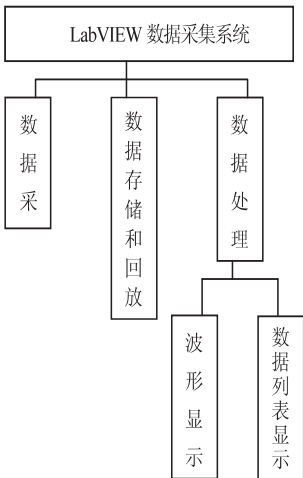 LabVIEW 数据采集系统
数据采
数据存储和回放
数据处理
波形显示
数据列表显示